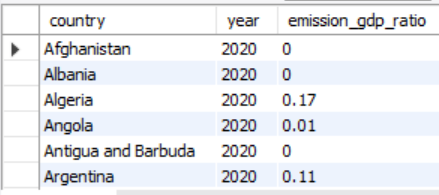 country year emission_gdp_ratio
Afghanistan 2020 0
Albania 2020 0
Algeria 2020 0.17
Angola 2020 0.01
Antigua and Barbuda 2020 0
Argentina 2020 0.11